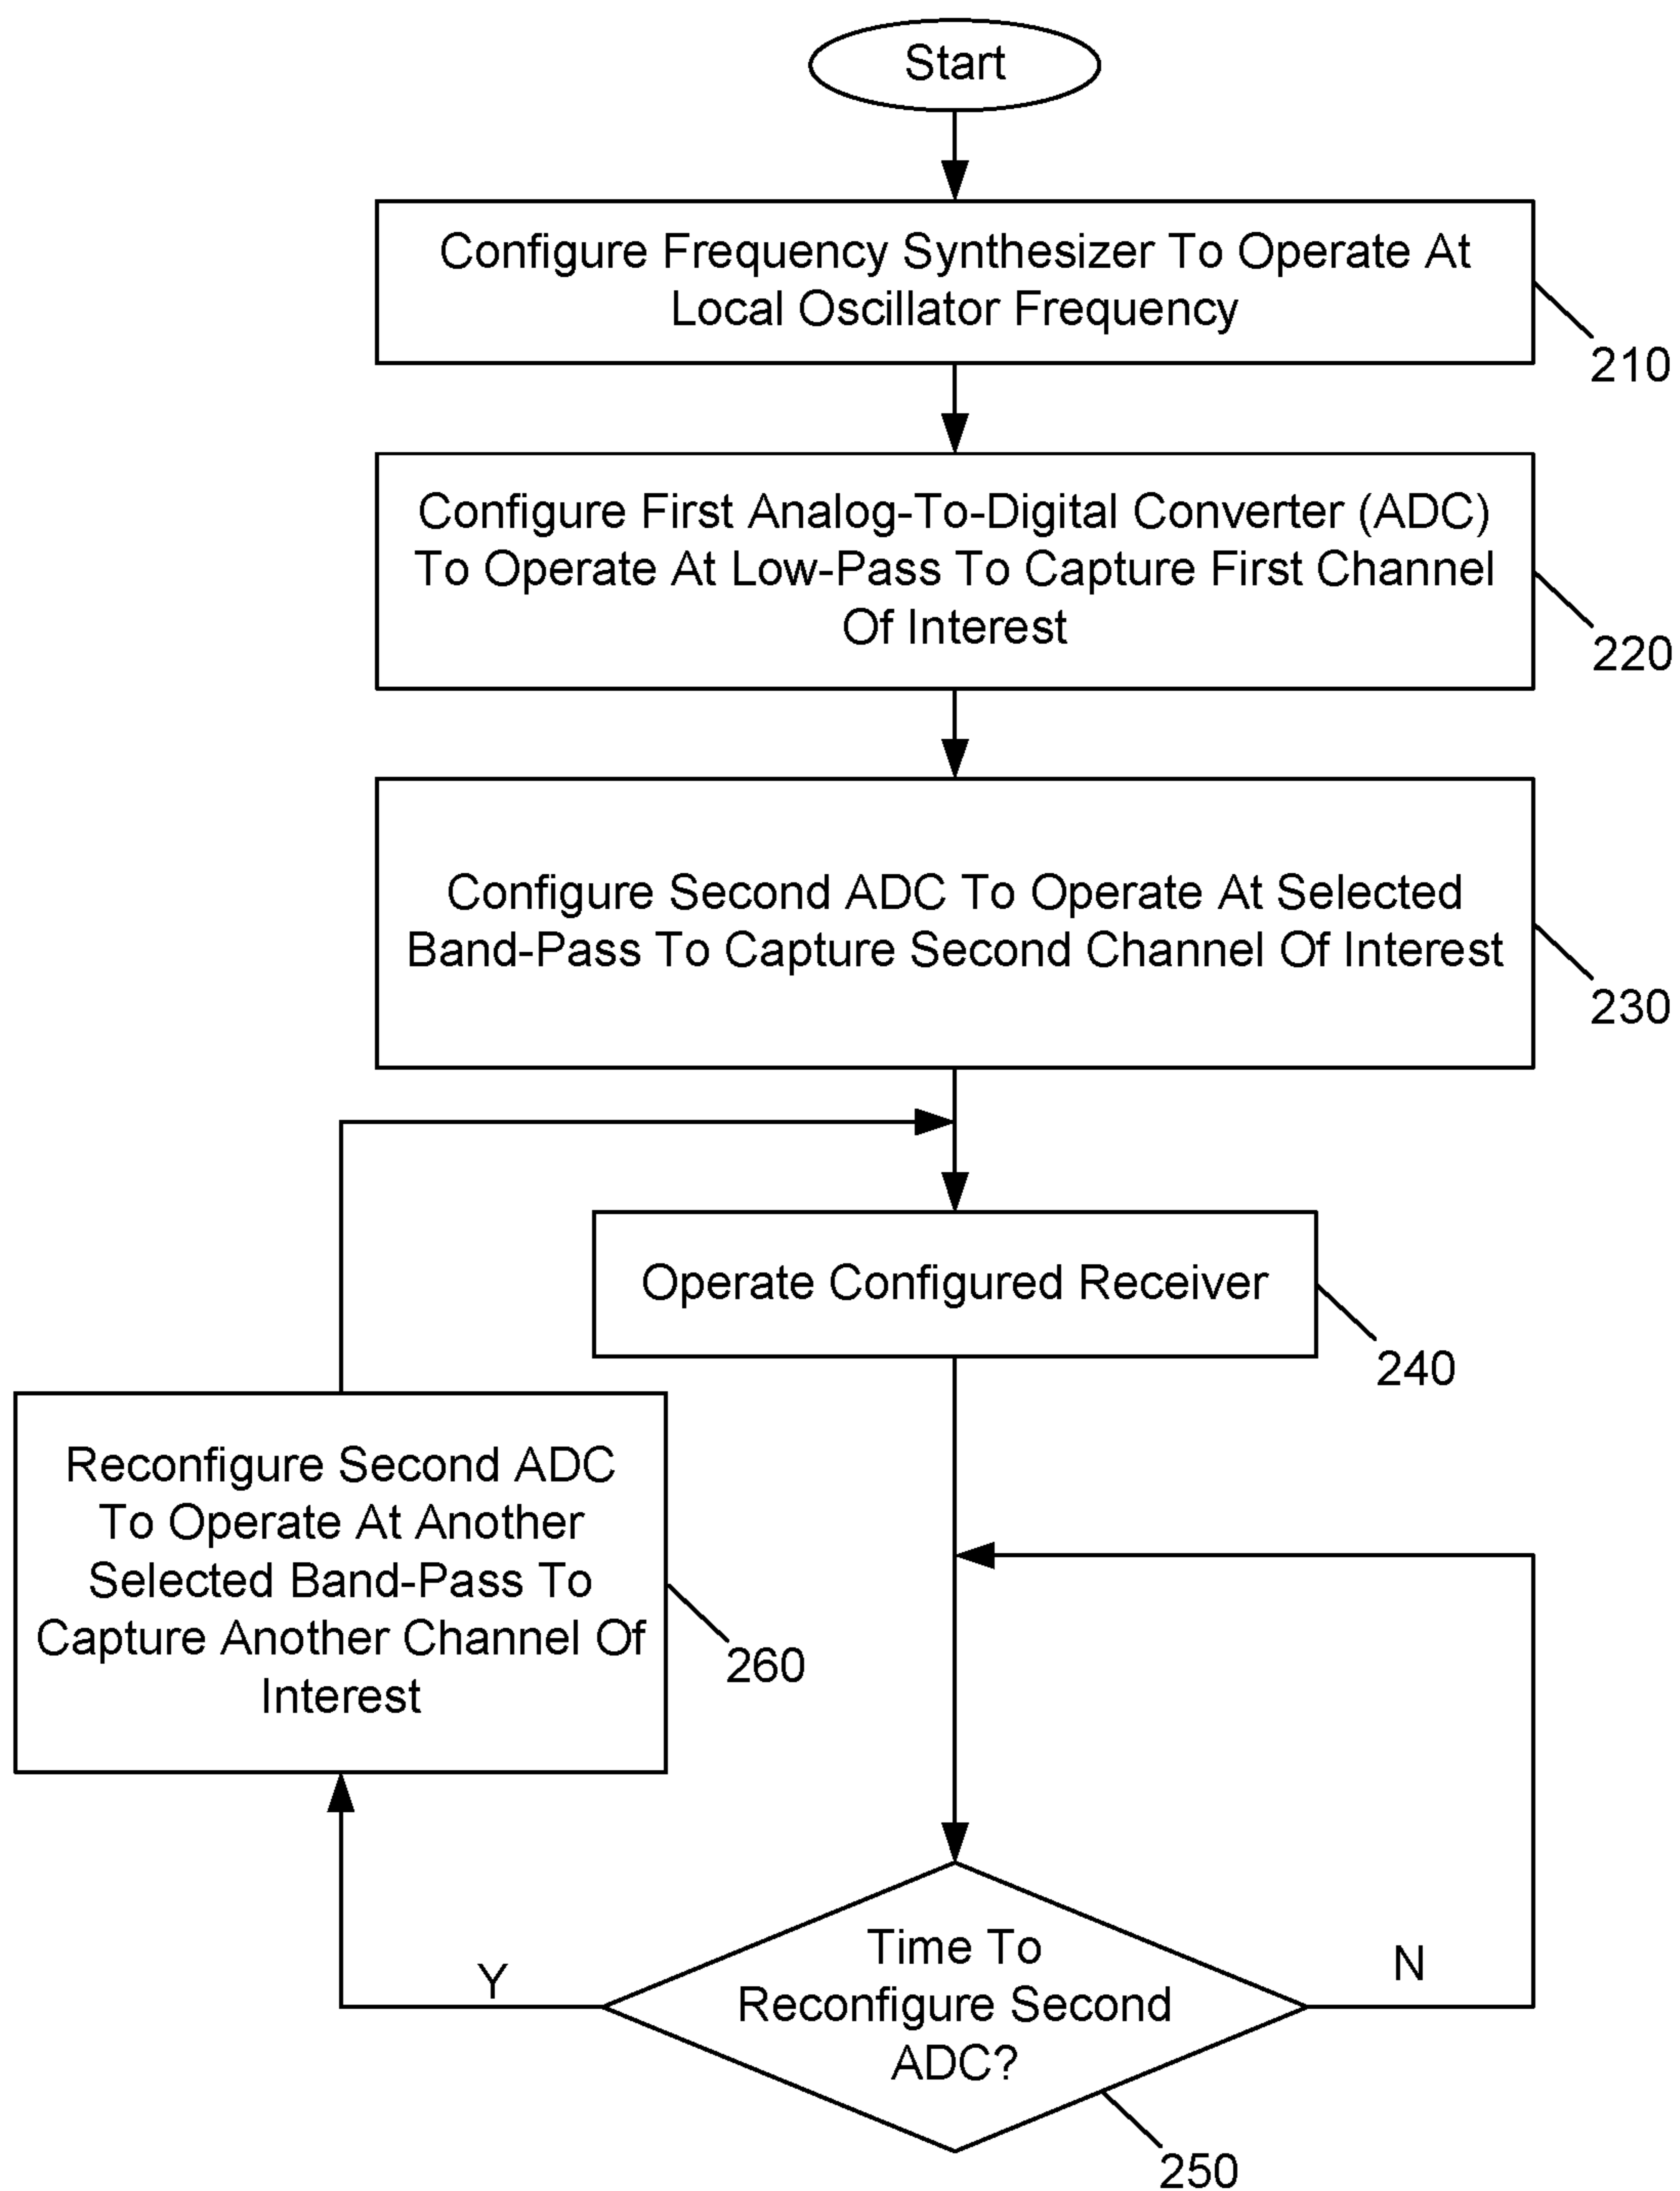 Start
Configure Frequency Synthesizer To Operate At
Local Oscillator Frequency
210
Configure First Analog-To-Digital Converter (ADC)
To Operate At Low-Pass To Capture First Channel
Of Interest
220
Configure Second ADC To Operate At Selected
Band-Pass To Capture Second Channel Of Interest
230
Operate Configured Receiver
240
Reconfigure Second ADC
To Operate At Another
Selected Band-Pass To
Capture Another Channel Of
Interest
260
Time To
Reconfigure Second
ADC?
Y
N
250